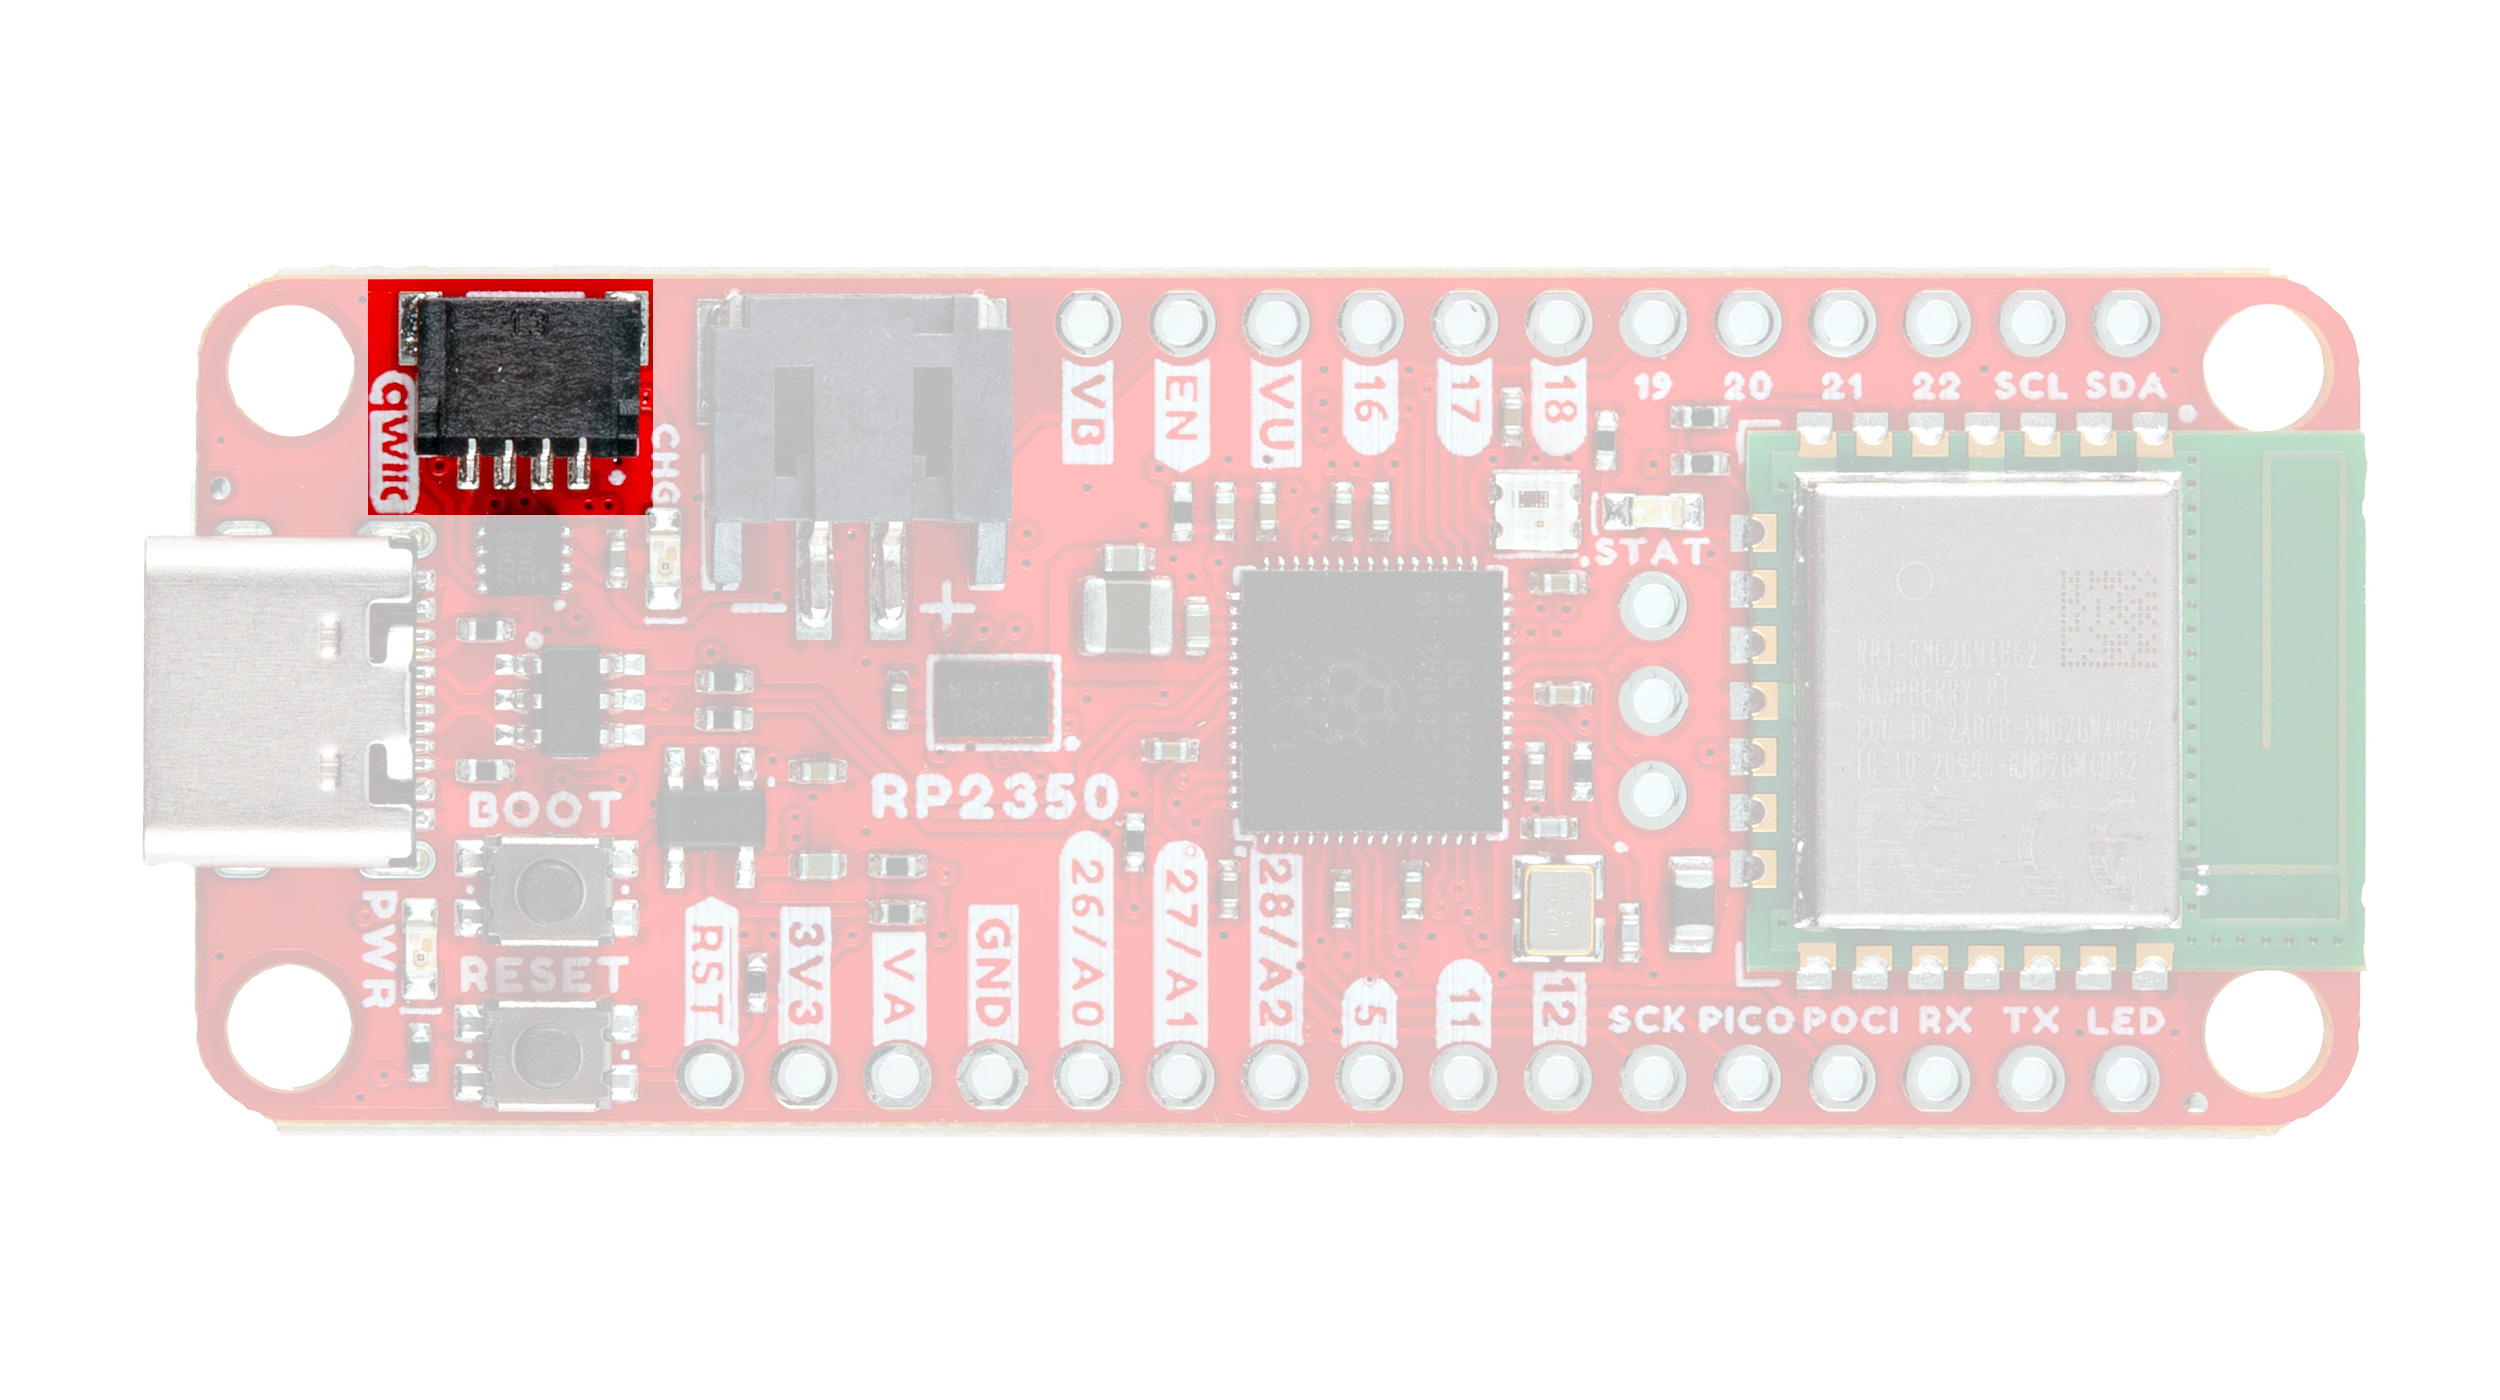 13
qwiic
CHG
VB
EN
VU
16
17
18
19
20
21
22
SCL
SDA
STAT
- +
RP2350
BOOT
RESET
PWR
RST
3V3
VA
GND
26/A0
27/A1
28/A2
5
11
12
SCK
PICO
POCI
RX
TX
LED
RASPBERRY PI